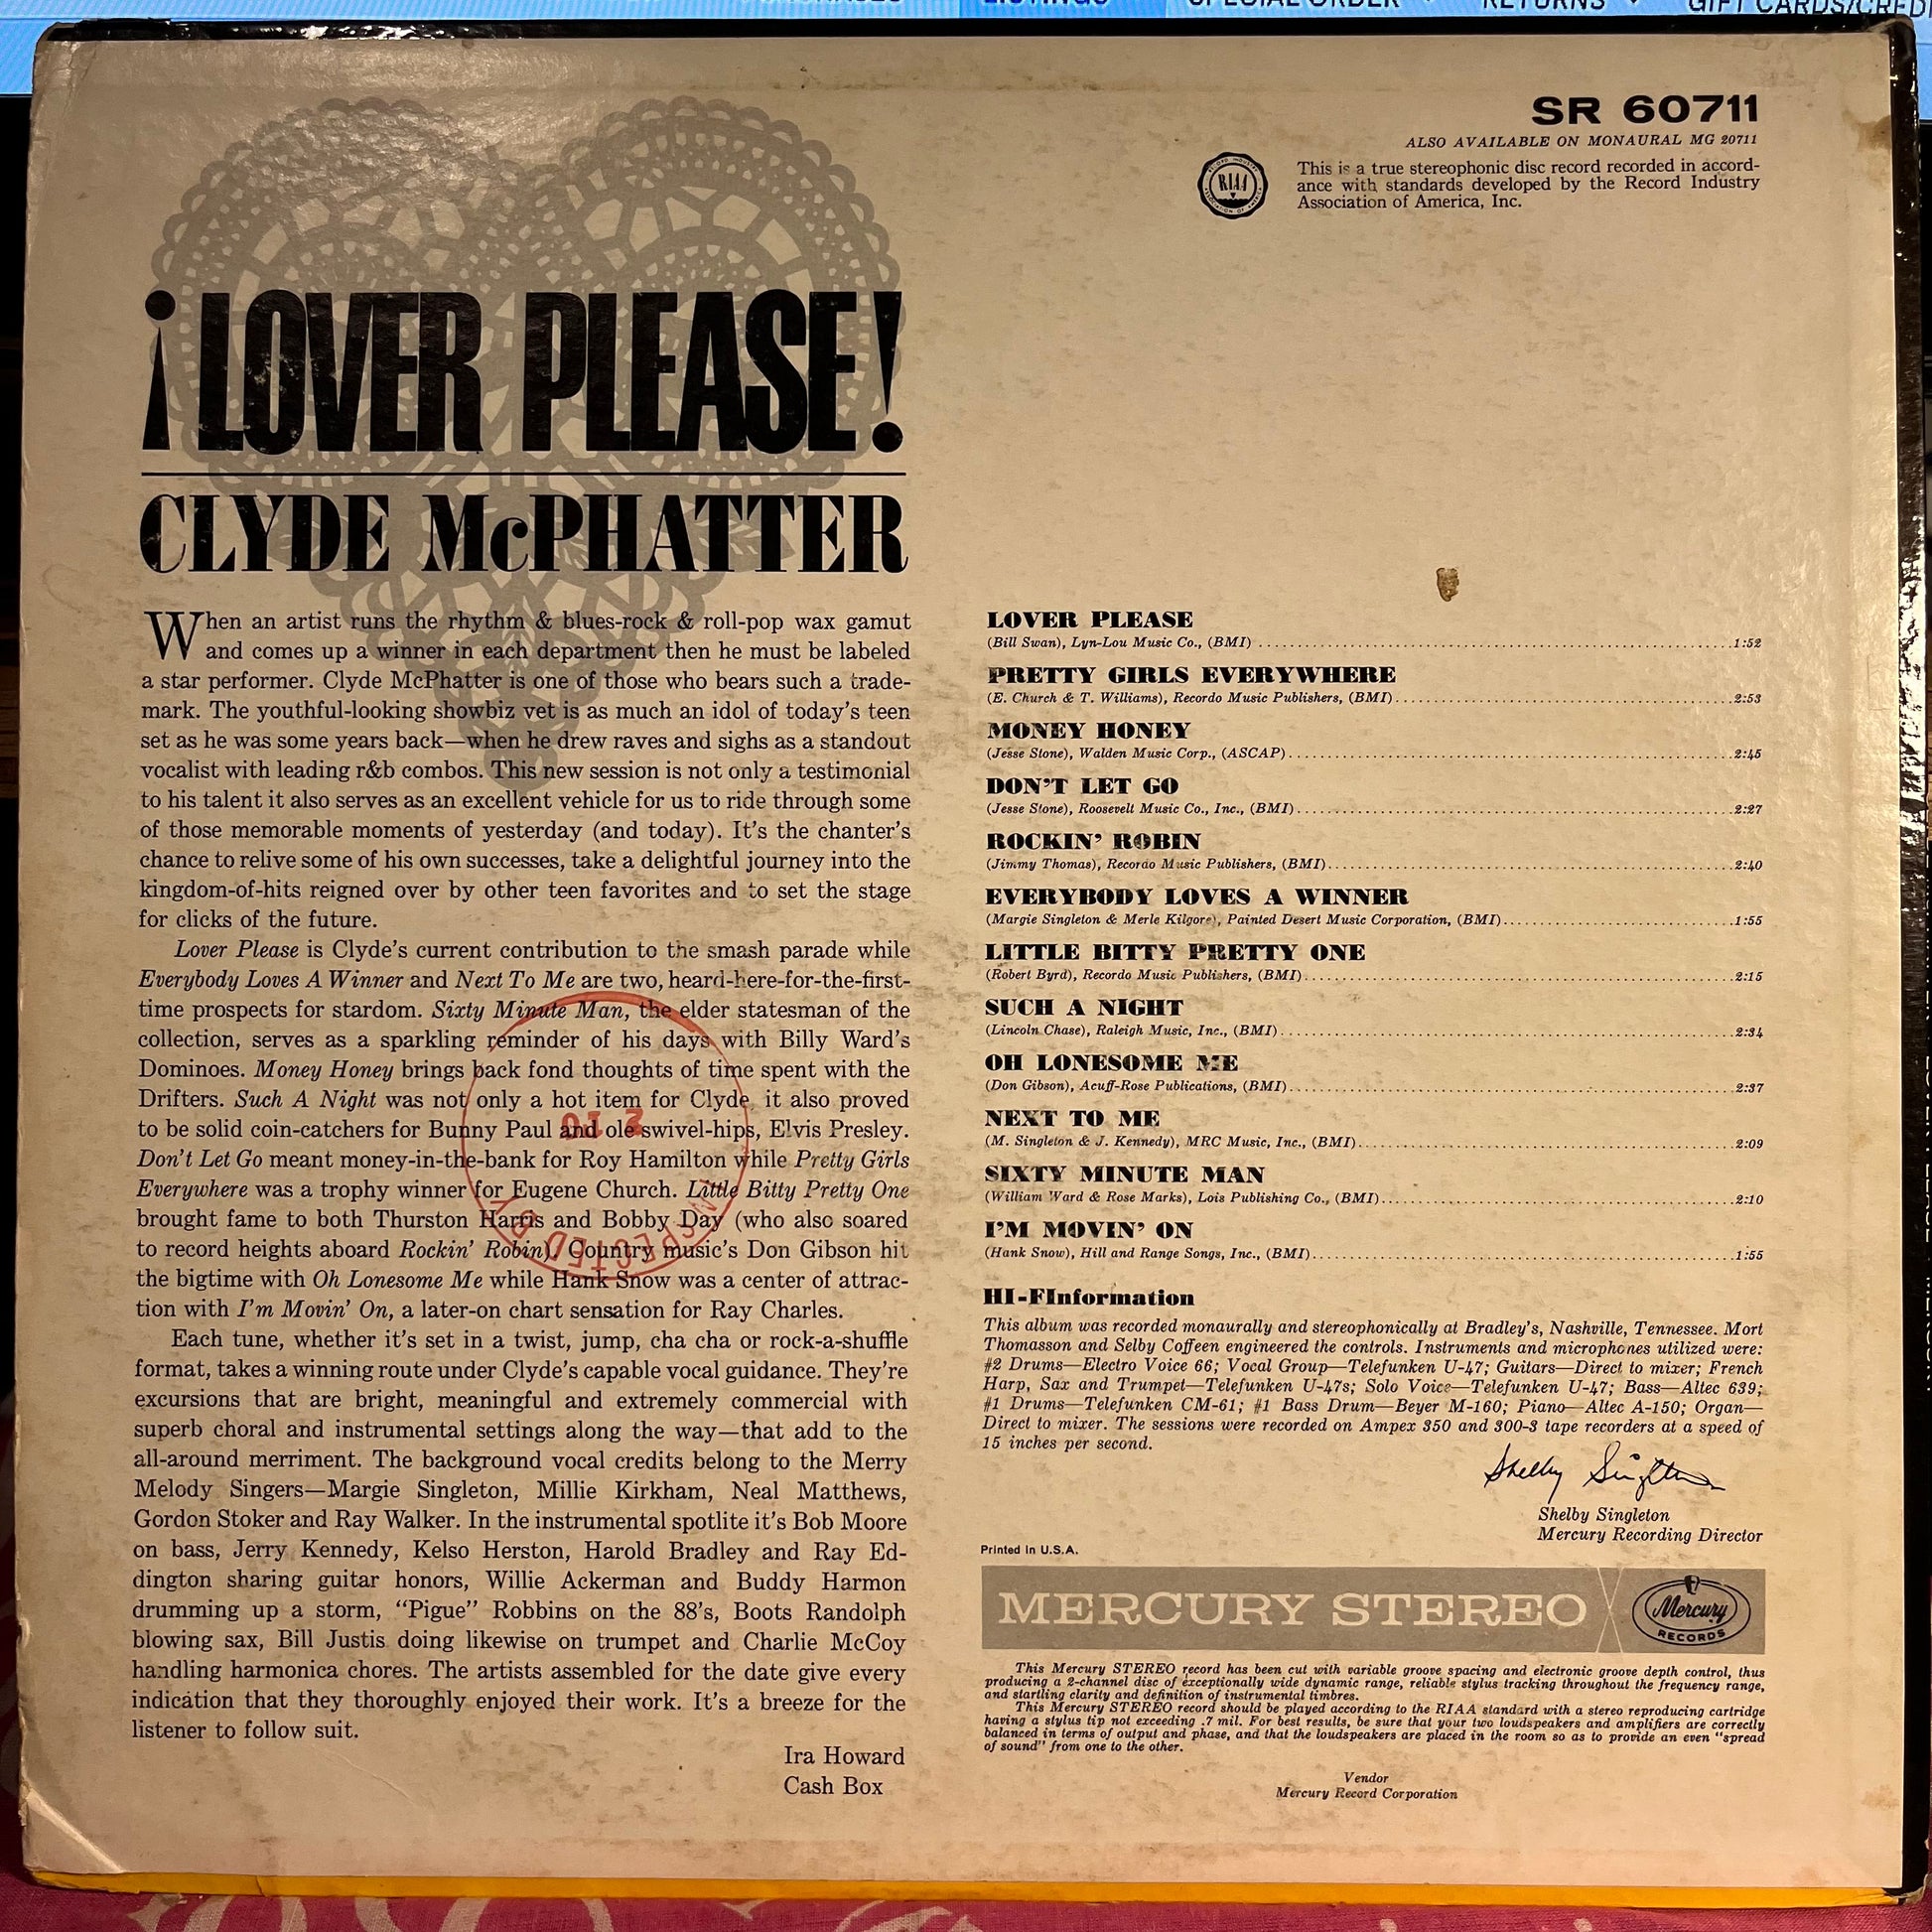 LISTINGS
SPECIAL ORDER
RETURNS
GIFT CARDS/CREDI
SR 60711
ALSO AVAILABLE ON MONAURAL MG 20711
RIAA
This is a true stereophonic disc record recorded in accord-
ance with standards developed by the Record Industry
Association of America, Inc.
¡LOVER PLEASE!
CLYDE McPHATTER
When an artist runs the rhythm & blues-rock & roll-pop wax gamut
and comes up a winner in each department then he must be labeled
a star performer. Clyde McPhatter is one of those who bears such a trade-
mark. The youthful-looking showbiz vet is as much an idol of today's teen
set as he was some years back—when he drew raves and sighs as a standout
vocalist with leading r&b combos. This new session is not only a testimonial
to his talent it also serves as an excellent vehicle for us to ride through some
of those memorable moments of yesterday (and today). It's the chanter's
chance to relive some of his own successes, take a delightful journey into the
kingdom-of-hits reigned over by other teen favorites and to set the stage
for clicks of the future.
Lover Please is Clyde's current contribution to the smash parade while
Everybody Loves A Winner and Next To Me are two, heard-here-for-the-first-
time prospects for stardom. Sixty Minute Man, the elder statesman of the
collection, serves as a sparkling reminder of his days with Billy Ward's
Dominoes. Money Honey brings back fond thoughts of time spent with the
Drifters. Such A Night was not only a hot item for Clyde, it also proved
to be solid coin-catchers for Bunny Paul and ole swivel-hips, Elvis Presley.
Don't Let Go meant money-in-the-bank for Roy Hamilton while Pretty Girls
Everywhere was a trophy winner for Eugene Church. Little Bitty Pretty One
brought fame to both Thurston Harris and Bobby Day (who also soared
to record heights aboard Rockin' Robin). Country music's Don Gibson hit
the bigtime with Oh Lonesome Me while Hank Snow was a center of attrac-
tion with I'm Movin' On, a later-on chart sensation for Ray Charles.
Each tune, whether it's set in a twist, jump, cha cha or rock-a-shuffle
format, takes a winning route under Clyde's capable vocal guidance. They're
excursions that are bright, meaningful and extremely commercial with
superb choral and instrumental settings along the way—that add to the
all-around merriment. The background vocal credits belong to the Merry
Melody Singers—Margie Singleton, Millie Kirkham, Neal Matthews,
Gordon Stoker and Ray Walker. In the instrumental spotlite it's Bob Moore
on bass, Jerry Kennedy, Kelso Herston, Harold Bradley and Ray Ed-
dington sharing guitar honors, Willie Ackerman and Buddy Harmon
drumming up a storm, "Pigue" Robbins on the 88's, Boots Randolph
blowing sax, Bill Justis doing likewise on trumpet and Charlie McCoy
handling harmonica chores. The artists assembled for the date give every
indication that they thoroughly enjoyed their work. It's a breeze for the
listener to follow suit.
Ira Howard
Cash Box
LOVER PLEASE
(Bill Swan), Lyn-Lou Music Co., (BMI) 1:52
PRETTY GIRLS EVERYWHERE
(E. Church & T. Williams), Recordo Music Publishers, (BMI) 2:53
MONEY HONEY
(Jesse Stone), Walden Music Corp., (ASCAP) 2:45
DON'T LET GO
(Jesse Stone), Roosevelt Music Co., Inc., (BMI) 2:27
ROCKIN' ROBIN
(Jimmy Thomas), Recordo Music Publishers, (BMI) 2:40
EVERYBODY LOVES A WINNER
(Margie Singleton & Merle Kilgore), Painted Desert Music Corporation, (BMI) 1:55
LITTLE BITTY PRETTY ONE
(Robert Byrd), Recordo Music Publishers, (BMI) 2:15
SUCH A NIGHT
(Lincoln Chase), Raleigh Music, Inc., (BMI) 2:34
OH LONESOME ME
(Don Gibson), Acuff-Rose Publications, (BMI) 2:37
NEXT TO ME
(M. Singleton & J. Kennedy), MRC Music, Inc., (BMI) 2:09
SIXTY MINUTE MAN
(William Ward & Rose Marks), Lois Publishing Co., (BMI) 2:10
I'M MOVIN' ON
(Hank Snow), Hill and Range Songs, Inc., (BMI) 1:55
HI-FInformation
This album was recorded monaurally and stereophonically at Bradley's, Nashville, Tennessee. Mort
Thomasson and Selby Coffeen engineered the controls. Instruments and microphones utilized were:
#2 Drums—Electro Voice 66; Vocal Group—Telefunken U-47; Guitars—Direct to mixer; French
Harp, Sax and Trumpet—Telefunken U-47s; Solo Voice—Telefunken U-47; Bass—Altec 639;
#1 Drums—Telefunken CM-61; #1 Bass Drum—Beyer M-160; Piano—Altec A-150; Organ—
Direct to mixer. The sessions were recorded on Ampex 350 and 300-3 tape recorders at a speed of
15 inches per second.
Shelby Singleton
Shelby Singleton
Mercury Recording Director
Printed in U.S.A.
MERCURY STEREO
Mercury
RECORDS
This Mercury STEREO record has been cut with variable groove spacing and electronic groove depth control, thus
producing a 2-channel disc of exceptionally wide dynamic range, reliable stylus tracking throughout the frequency range,
and startling clarity and definition of instrumental timbres.
This Mercury STEREO record should be played according to the RIAA standard with a stereo reproducing cartridge
having a stylus tip not exceeding .7 mil. For best results, be sure that your two loudspeakers and amplifiers are correctly
balanced in terms of output and phase, and that the loudspeakers are placed in the room so as to provide an even "spread
of sound" from one to the other.
Vendor
Mercury Record Corporation